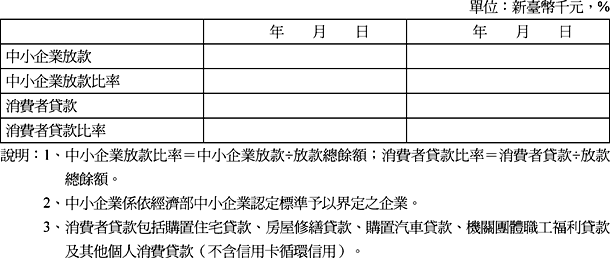 單位：新臺幣千元，%
年　月　日　年　月　日
中小企業放款
中小企業放款比率
消費者貸款
消費者貸款比率
說明：1、中小企業放款比率＝中小企業放款÷放款總餘額；消費者貸款比率＝消費者貸款÷放款
總餘額。
2、中小企業係依經濟部中小企業認定標準予以界定之企業。
3、消費者貸款包括購置住宅貸款、房屋修繕貸款、購置汽車貸款、機關團體職工福利貸款
及其他個人消費貸款（不含信用卡循環信用）。